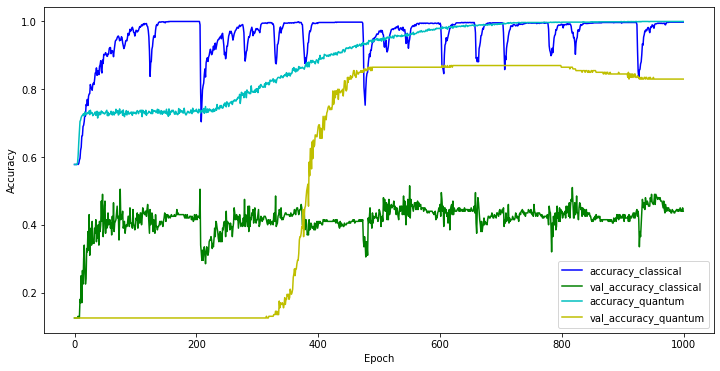 1.0
0.8
0.6
0.4
0.2
Accuracy
0
200
400
600
800
1000
Epoch
accuracy_classical
val_accuracy_classical
accuracy_quantum
val_accuracy_quantum